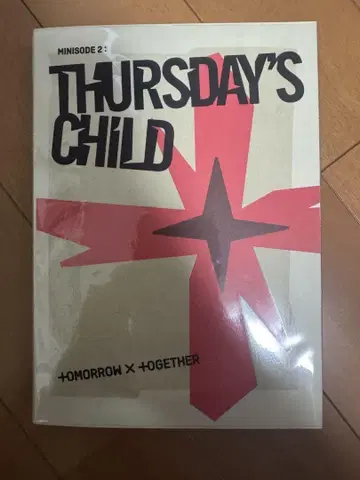 MINISODE 2:
THURSDAY'S
CHILD
TOMORROW X TOGETHER